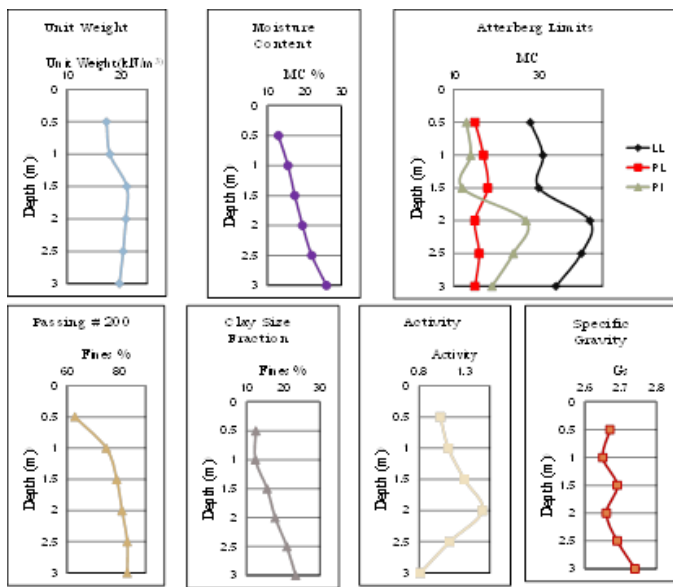 Unit Weight
Unit Weight(kN/m³)
10 20
0
0.5
1
1.5
2
2.5
3
Depth (m)
Moisture
Content
MC %
10 15 20 25 30
0
0.5
1
1.5
2
2.5
3
Depth (m)
Atterberg Limits
MC
10 30
0
0.5
1
1.5
2
2.5
3
Depth (m)
LL
PL
PI
Passing #200
Fines %
60 80
0
0.5
1
1.5
2
2.5
3
Depth (m)
Clay Size
Fraction
Fines %
0 10 20 30
0
0.5
1
1.5
2
2.5
3
Depth (m)
Activity
Activity
0.8 1.3
0
0.5
1
1.5
2
2.5
3
Depth (m)
Specific
Gravity
Gs
2.6 2.7 2.8
0
0.5
1
1.5
2
2.5
3
Depth (m)